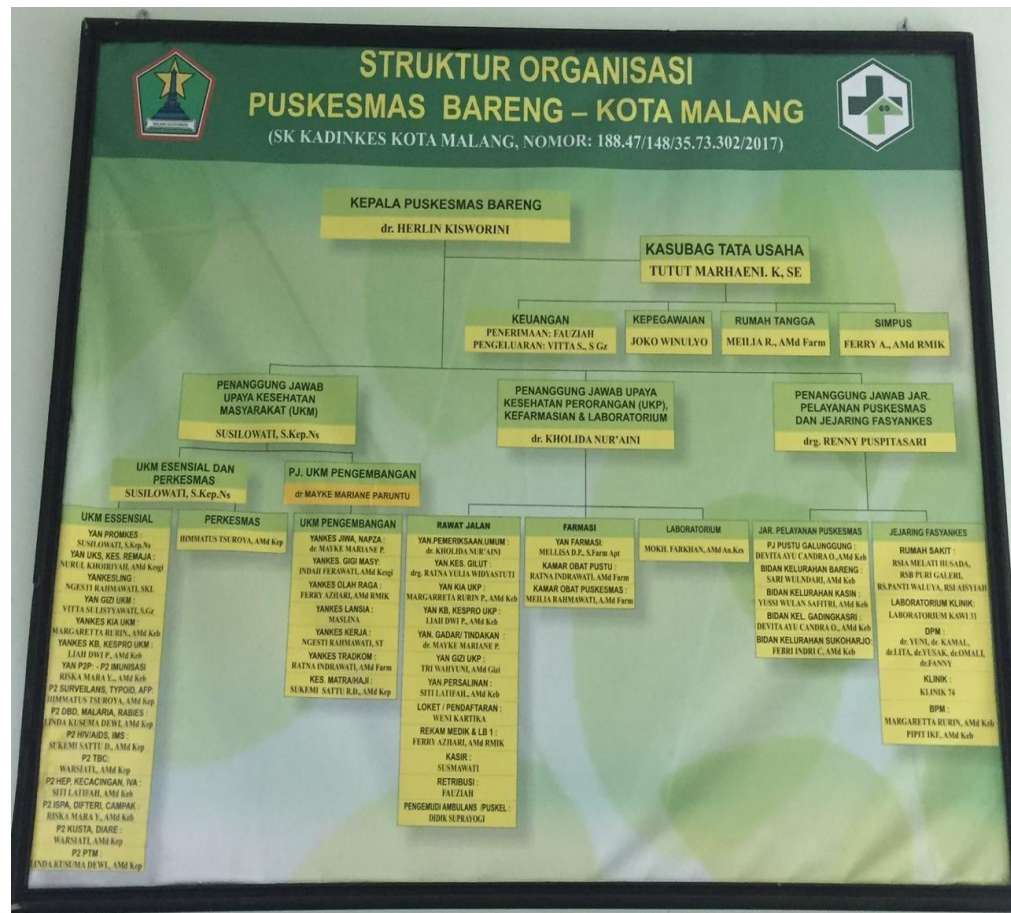 STRUKTUR ORGANISASI
PUSKESMAS BARENG – KOTA MALANG
(SK KADINKES KOTA MALANG, NOMOR: 188.47/148/35.73.302/2017)
KEPALA PUSKESMAS BARENG
dr. HERLIN KISWORINI
KASUBAG TATA USAHA
TUTUT MARHAENI. K, SE
KEUANGAN
PENERIMAAN: FAUZIAH
PENGELUARAN: VITTA S., S Gz
KEPEGAWAIAN
JOKO WINULYO
RUMAH TANGGA
MEILIA R., AMd Farm
SIMPUS
FERRY A., AMd RMIK
PENANGGUNG JAWAB
UPAYA KESEHATAN
MASYARAKAT (UKM)
SUSILOWATI, S.Kep.Ns
PENANGGUNG JAWAB UPAYA
KESEHATAN PERORANGAN (UKP),
KEFARMASIAN & LABORATORIUM
dr. KHOLIDA NUR'AINI
PENANGGUNG JAWAB JAR.
PELAYANAN PUSKESMAS
DAN JEJARING FASYANKES
drg. RENNY PUSPITASARI
UKM ESENSIAL DAN
PERKESMAS
SUSILOWATI, S.Kep.Ns
PJ. UKM PENGEMBANGAN
dr MAYKE MARIANE PARUNTU
UKM ESSENSIAL
YAN PROMKES :
SUSILOWATI, S.Kep.Ns
YAN UKS, KES. REMAJA :
NURUL KHOIRIYAH, AMd Kesgi
YANKESLING :
NGESTI RAHMAWATI, SKL
YAN GIZI UKM :
VITTA SULISTYAWATI, S.Gz
YANKES KIA UKM :
MARGARETTA RURIN., AMd Keb
YANKES KB, KESPRO UKM :
LIAH DWI P., AMd Keb
YAN P2P: - P2 IMUNISASI
RISKA MARA Y., AMd Keb
P2 SURVEILANS, TYPOID, AFP:
HIMMATUS TSUROYA, AMd Kep
P2 DBD, MALARIA, RABIES :
LINDA KUSUMA DEWI, AMd Kep
P2 HIV/AIDS, IMS :
SUKEMI SATTU D., AMd Kep
P2 TBC:
WARSIATI, AMd Kep
P2 HEP, KECACINGAN, IVA :
SITI LATIFAH, AMd Keb
P2 ISPA, DIFTERI, CAMPAK :
RISKA MARA Y., AMd Keb
P2 KUSTA, DIARE :
WARSIATI, AMd Kep
P2 PTM :
LINDA KUSUMA DEWI., AMd Kep
PERKESMAS
HIMMATUS TSUROYA, AMd Kep
UKM PENGEMBANGAN
YANKES JIWA, NAPZA :
dr. MAYKE MARIANE P.
YANKES. GIGI MASY:
INDAH FERAWATI, AMd Kesgi
YANKES OLAH RAGA :
FERRY AZHARI, AMd RMIK
YANKES LANSIA :
MASLINA
YANKES KERJA :
NGESTI RAHMAWATI, ST
YANKES TRADKOM :
RATNA INDRAWATI, AMd Farm
KES. MATRA/HAJI :
SUKEMI SATTU R.D., AMd Kep
RAWAT JALAN
YAN.PEMERIKSAAN.UMUM :
dr. KHOLIDA NUR'AINI
YAN KES. GILUT :
drg. RATNA YULIA WIDYASTUTI
YAN KIA UKP :
MARGARRETA RURIN P., AMd Keb
YAN KB, KESPRO UKP :
LIAH DWI P., AMd Keb
YAN. GADAR/ TINDAKAN :
dr. MAYKE MARIANE P.
YAN GIZI UKP :
TRI WAHYUNI, AMd Gizi
YAN.PERSALINAN :
SITI LATIFAH., AMd Keb
LOKET / PENDAFTARAN :
WENI KARTIKA
REKAM MEDIK & LB 1 :
FERRY AZHARI, AMd RMIK
KASIR :
SUSMAWATI
RETRIBUSI :
FAUZIAH
PENGEMUDI AMBULANS /PUSKEL :
DIDIK SUPRAYOGI
FARMASI
YAN FARMASI:
MELLISA D.P., S.Farm Apt
KAMAR OBAT PUSTU :
RATNA INDRAWATI, AMd Farm
KAMAR OBAT PUSKESMAS :
MEILIA RAHMAWATI, A.Md Farm
LABORATORIUM
MOKH. FARKHAN, AMd An.Kes
JAR. PELAYANAN PUSKESMAS
PJ PUSTU GALUNGGUNG :
DEVITA AYU CANDRA O., AMd Keb
BIDAN KELURAHAN BARENG:
SARI WULNDARI, AMd Keb
BIDAN KELURAHAN KASIN :
YUSSI WULAN SAFITRI, AMd Keb
BIDAN KEL. GADINGKASRI :
DEVITA AYU CANDRA O., AMd Keb
BIDAN KELURAHAN SUKOHARJO:
FEBRI INDRI C, AMd Keb
JEJARING FASYANKES
RUMAH SAKIT :
RSIA MELATI HUSADA,
RSB PURI GALERI,
RS.PANTI WALUYA, RSI AISYIAH
LABORATORIUM KLINIK:
LABORATORIUM KAWI 31
DPM :
dr. YUNI, dr. KAMAL,
dr.LITA, dr.YUSAK, dr.OMALI,
dr.FANNY
KLINIK :
KLINIK 74
BPM :
MARGARETTA RURIN, AMd Keb
PIPIT IKE, AMd Keb